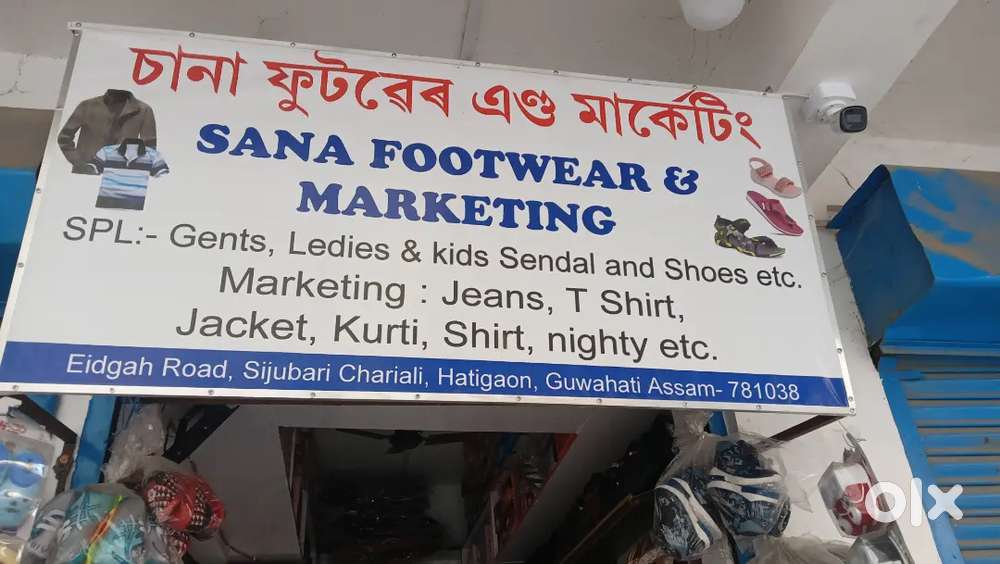 চানা ফুটৱেৰ এণ্ড মাৰ্কেটিং
SANA FOOTWEAR &
MARKETING
SPL:- Gents, Ledies & kids Sendal and Shoes etc.
Marketing : Jeans, T Shirt,
Jacket, Kurti, Shirt, nighty etc.
Eidgah Road, Sijubari Chariali, Hatigaon, Guwahati Assam- 781038
olx